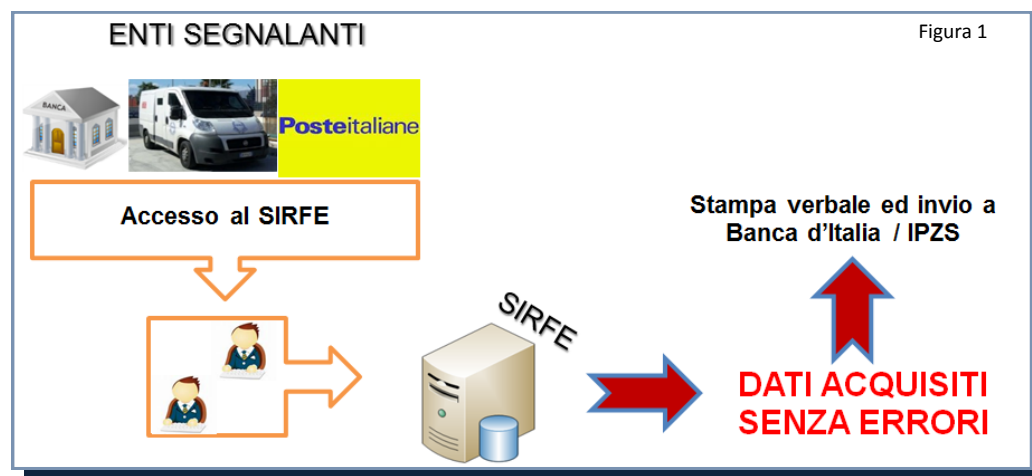 ENTI SEGNALANTI
Figura 1
BANCA
Posteitaliane
Accesso al SIRFE
Stampa verbale ed invio a
Banca d'Italia / IPZS
SIRFE
DATI ACQUISITI
SENZA ERRORI